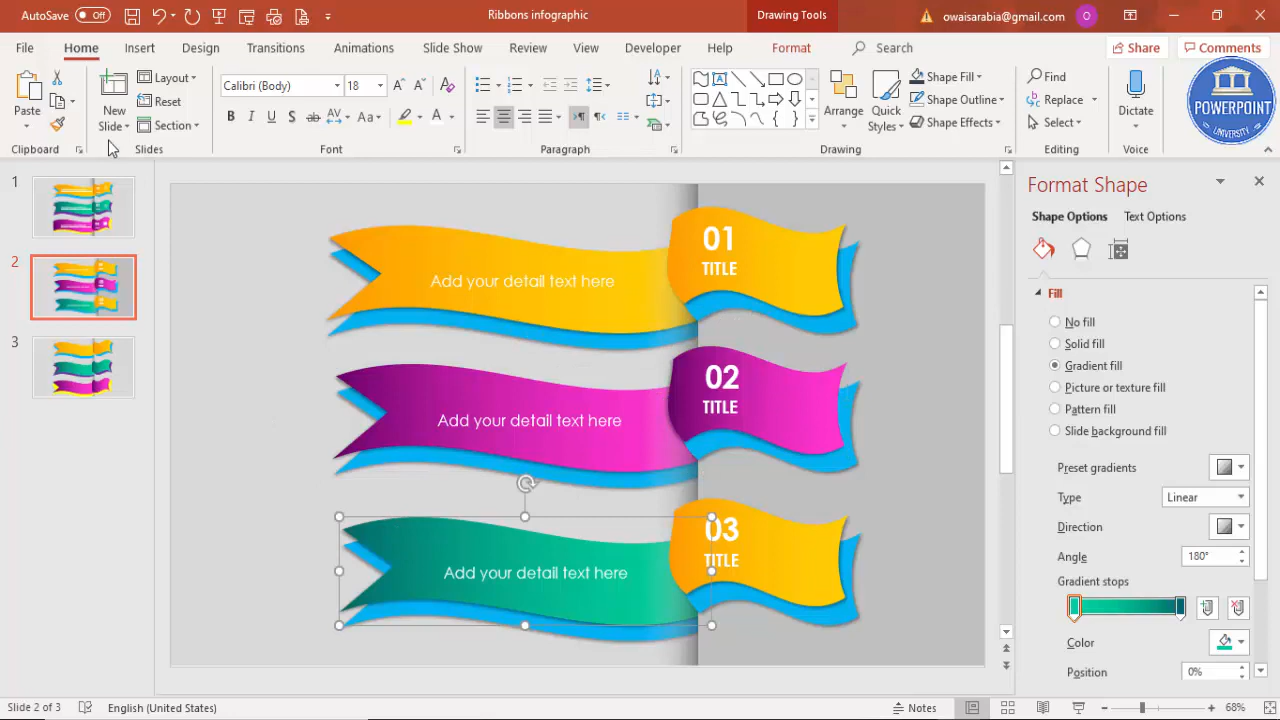 AutoSave Off
Ribbons infographic
Drawing Tools
owaisarabia@gmail.com
O
File
Home
Insert
Design
Transitions
Animations
Slide Show
Review
View
Developer
Help
Format
Search
Share
Comments
Paste
Clipboard
New
Slide
Layout
Reset
Section
Slides
Calibri (Body)
18
B I U S ab AV Aa
A
Font
Paragraph
Arrange
Quick
Styles
Shape Fill
Shape Outline
Shape Effects
Drawing
Find
Replace
Select
Editing
Dictate
Voice
POWERPOINT
UNIVERSITY
1
2
3
Add your detail text here
01
TITLE
Add your detail text here
02
TITLE
Add your detail text here
03
TITLE
Format Shape
Shape Options
Text Options
Fill
No fill
Solid fill
Gradient fill
Picture or texture fill
Pattern fill
Slide background fill
Preset gradients
Type
Linear
Direction
Angle
180°
Gradient stops
Color
Position
0%
Slide 2 of 3
English (United States)
Notes
68%